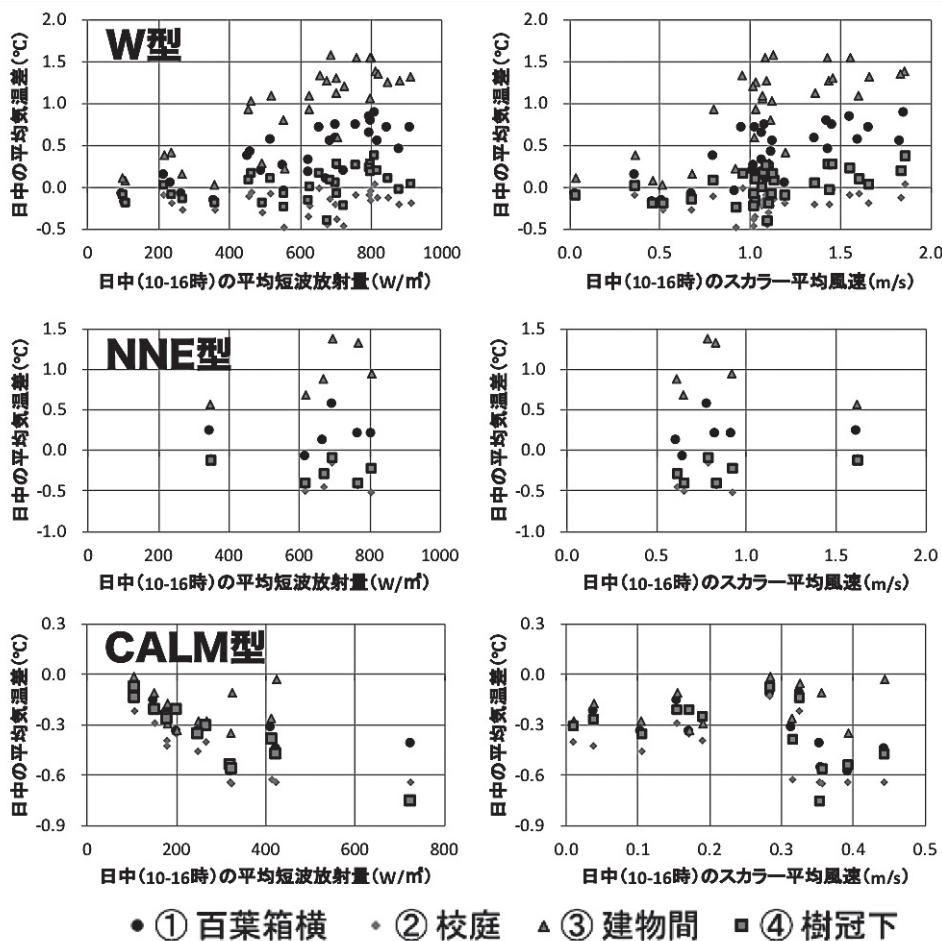 W型
日中の平均気温差(℃)
2.0
1.5
1.0
0.5
0.0
-0.5
0 200 400 600 800 1000
日中(10-16時)の平均短波放射量(W/㎡)
日中の平均気温差(℃)
2.0
1.5
1.0
0.5
0.0
-0.5
0.0 0.5 1.0 1.5 2.0
日中(10-16時)のスカラー平均風速(m/s)
NNE型
日中の平均気温差(℃)
1.5
1.0
0.5
0.0
-0.5
-1.0
0 200 400 600 800 1000
日中(10-16時)の平均短波放射量(W/㎡)
日中の平均気温差(℃)
1.5
1.0
0.5
0.0
-0.5
-1.0
0.0 0.5 1.0 1.5 2.0
日中(10-16時)のスカラー平均風速(m/s)
CALM型
日中の平均気温差(℃)
0.3
0.0
-0.3
-0.6
-0.9
0 200 400 600 800
日中(10-16時)の平均短波放射量(W/㎡)
日中の平均気温差(℃)
0.3
0.0
-0.3
-0.6
-0.9
0.0 0.1 0.2 0.3 0.4 0.5
日中(10-16時)のスカラー平均風速(m/s)
① 百葉箱横 ② 校庭 ③ 建物間 ④ 樹冠下